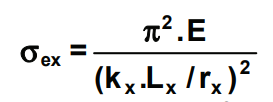 σex = π².E / (kx.Lx /rx)²